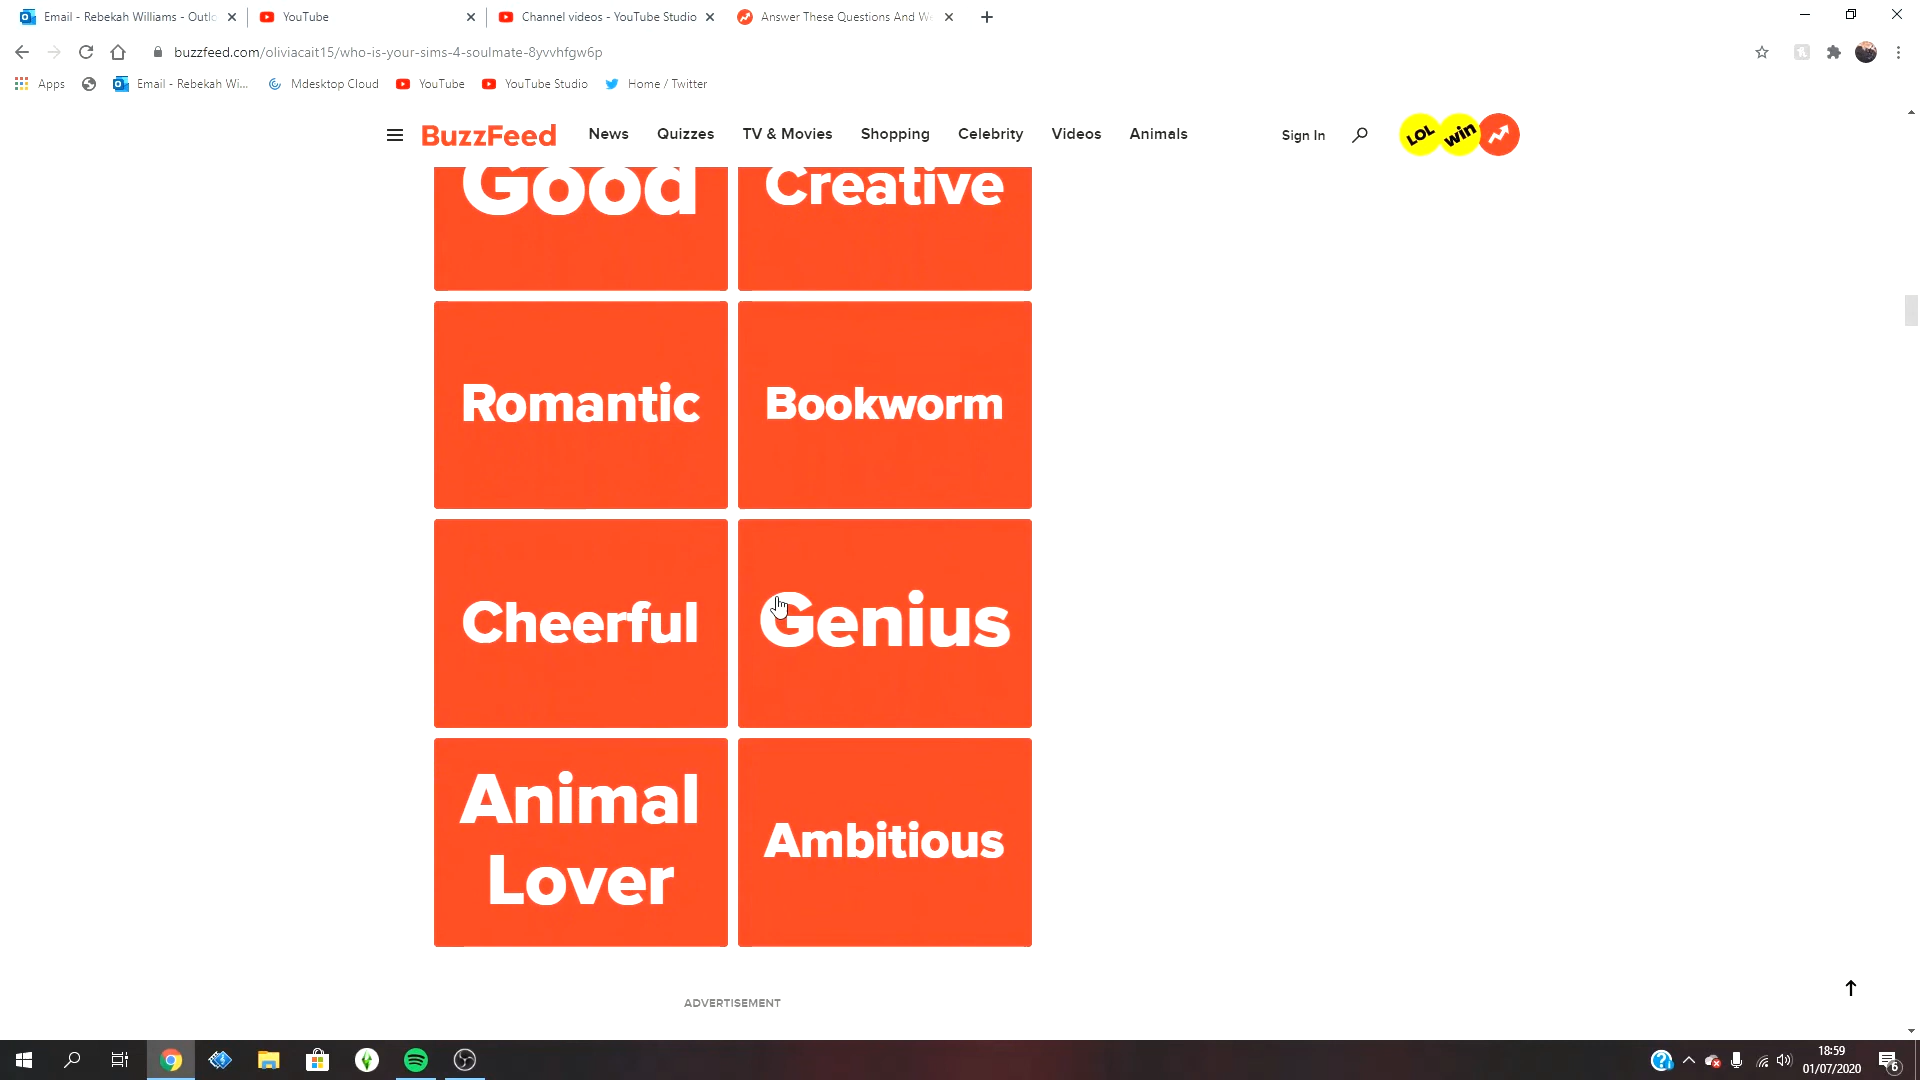 Email - Rebekah Williams - Outlo
YouTube
Channel videos - YouTube Studio
Answer These Questions And We
buzzfeed.com/oliviacait15/who-is-your-sims-4-soulmate-8yvvhfgw6p
Apps
Email - Rebekah Wi...
Mdesktop Cloud
YouTube
YouTube Studio
Home / Twitter
BuzzFeed
News
Quizzes
TV & Movies
Shopping
Celebrity
Videos
Animals
Sign In
LOL
win
Good
Creative
Romantic
Bookworm
Cheerful
Genius
Animal
Lover
Ambitious
ADVERTISEMENT
18:59
01/07/2020
6